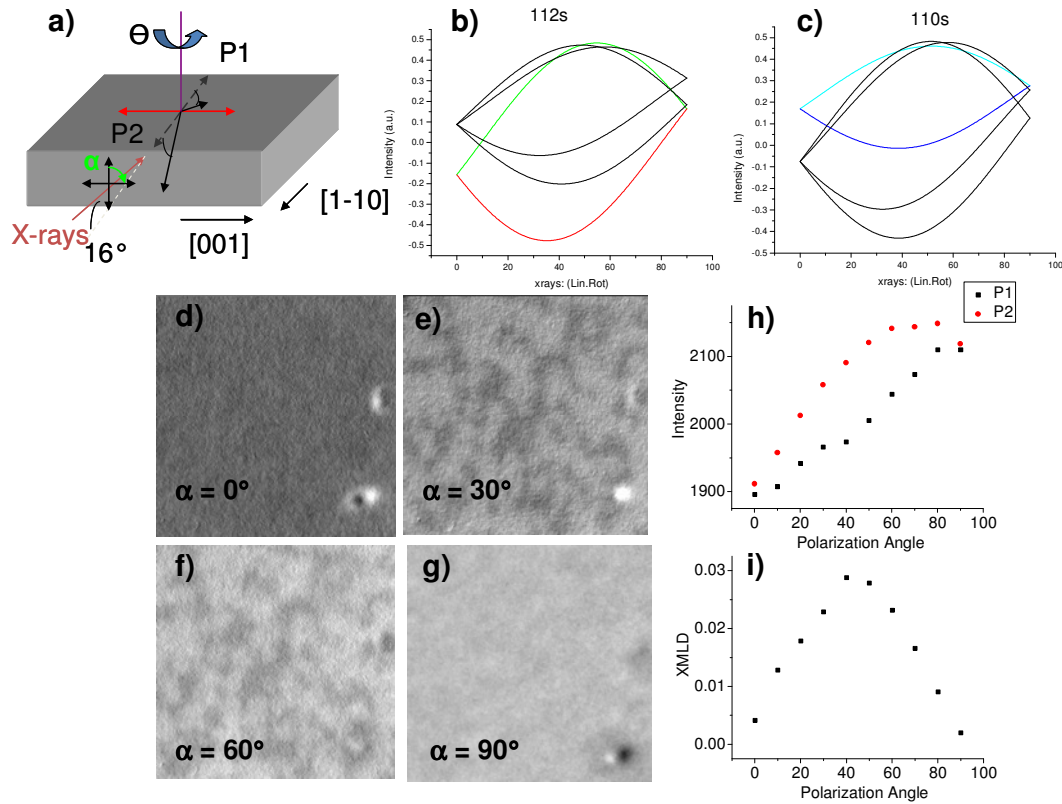 a)
Θ
P1
P2
α
X-rays
16°
[001]
[1-10]
b)
112s
Intensity (a.u.)
0.5
0.4
0.3
0.2
0.1
0.0
-0.1
-0.2
-0.3
-0.4
-0.5
0 20 40 60 80 100
xrays: (Lin.Rot)
c)
110s
Intensity (a.u.)
0.5
0.4
0.3
0.2
0.1
0.0
-0.1
-0.2
-0.3
-0.4
-0.5
0 20 40 60 80 100
xrays: (Lin.Rot)
d)
α = 0°
e)
α = 30°
f)
α = 60°
g)
α = 90°
h)
P1
P2
Intensity
2100
2000
1900
0 20 40 60 80 100
Polarization Angle
i)
XMLD
0.03
0.02
0.01
0.00
0 20 40 60 80 100
Polarization Angle